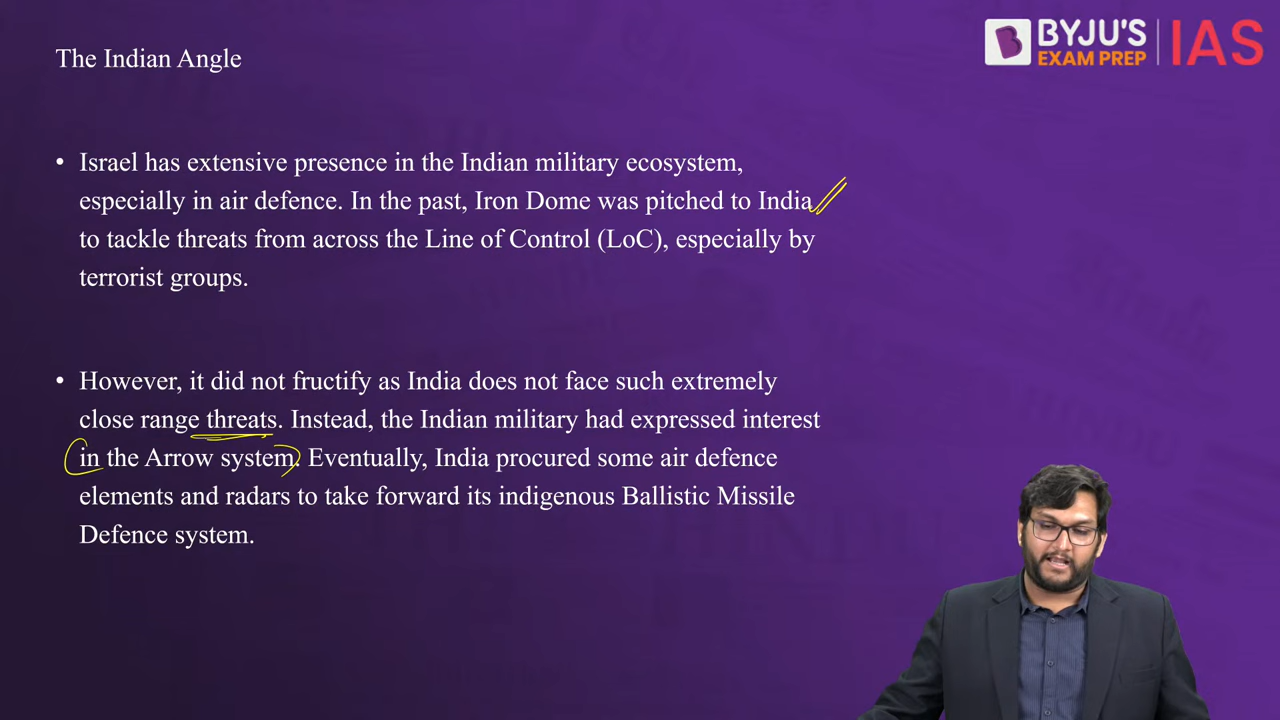 The Indian Angle
BYJU'S
EXAM PREP
IAS
• Israel has extensive presence in the Indian military ecosystem,
especially in air defence. In the past, Iron Dome was pitched to India
to tackle threats from across the Line of Control (LoC), especially by
terrorist groups.
• However, it did not fructify as India does not face such extremely
close range threats. Instead, the Indian military had expressed interest
in the Arrow system. Eventually, India procured some air defence
elements and radars to take forward its indigenous Ballistic Missile
Defence system.